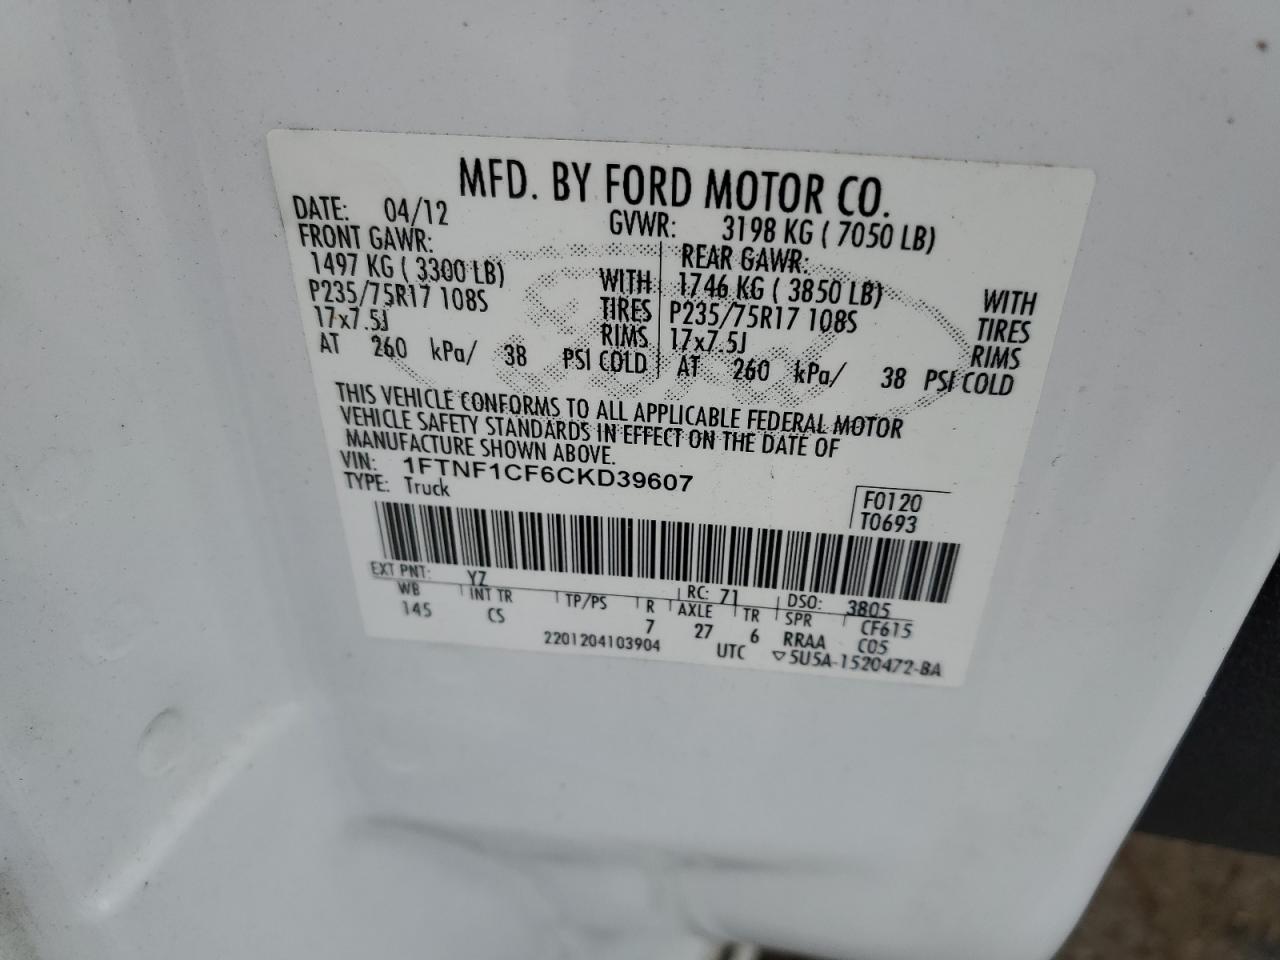 MFD. BY FORD MOTOR CO.
DATE: 04/12 GVWR: 3198 KG ( 7050 LB)
FRONT GAWR: REAR GAWR:
1497 KG ( 3300 LB) WITH 1746 KG ( 3850 LB) WITH
P235/75R17 108S TIRES P235/75R17 108S TIRES
17x7.5J RIMS 17x7.5J RIMS
AT 260 kPa/ 38 PSI COLD AT 260 kPa/ 38 PSI COLD
THIS VEHICLE CONFORMS TO ALL APPLICABLE FEDERAL MOTOR
VEHICLE SAFETY STANDARDS IN EFFECT ON THE DATE OF
MANUFACTURE SHOWN ABOVE.
VIN: 1FTNF1CF6CKD39607
TYPE: Truck
F0120
T0693
EXT PNT: YZ RC: 71 DSO: 3805
WB INT TR TP/PS R AXLE TR SPR CF615
145 CS 7 27 6 RRAA C05
2201204103904 UTC ▽5U5A-1520472-BA